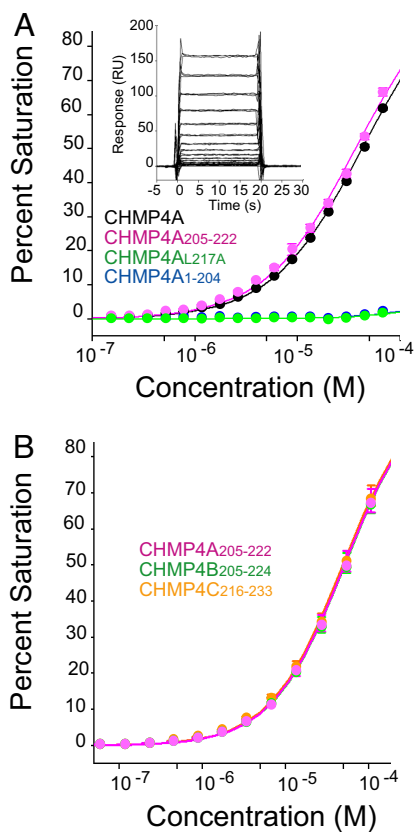 A
80
70
60
50
40
30
20
10
0
Percent Saturation
200
150
100
50
0
Response (RU)
-5 0 5 10 15 20 25 30
Time (s)
CHMP4A
CHMP4A205-222
CHMP4AL217A
CHMP4A1-204
10-7 10-6 10-5 10-4
Concentration (M)
B
80
70
60
50
40
30
20
10
0
Percent Saturation
CHMP4A205-222
CHMP4B205-224
CHMP4C216-233
10-7 10-6 10-5 10-4
Concentration (M)